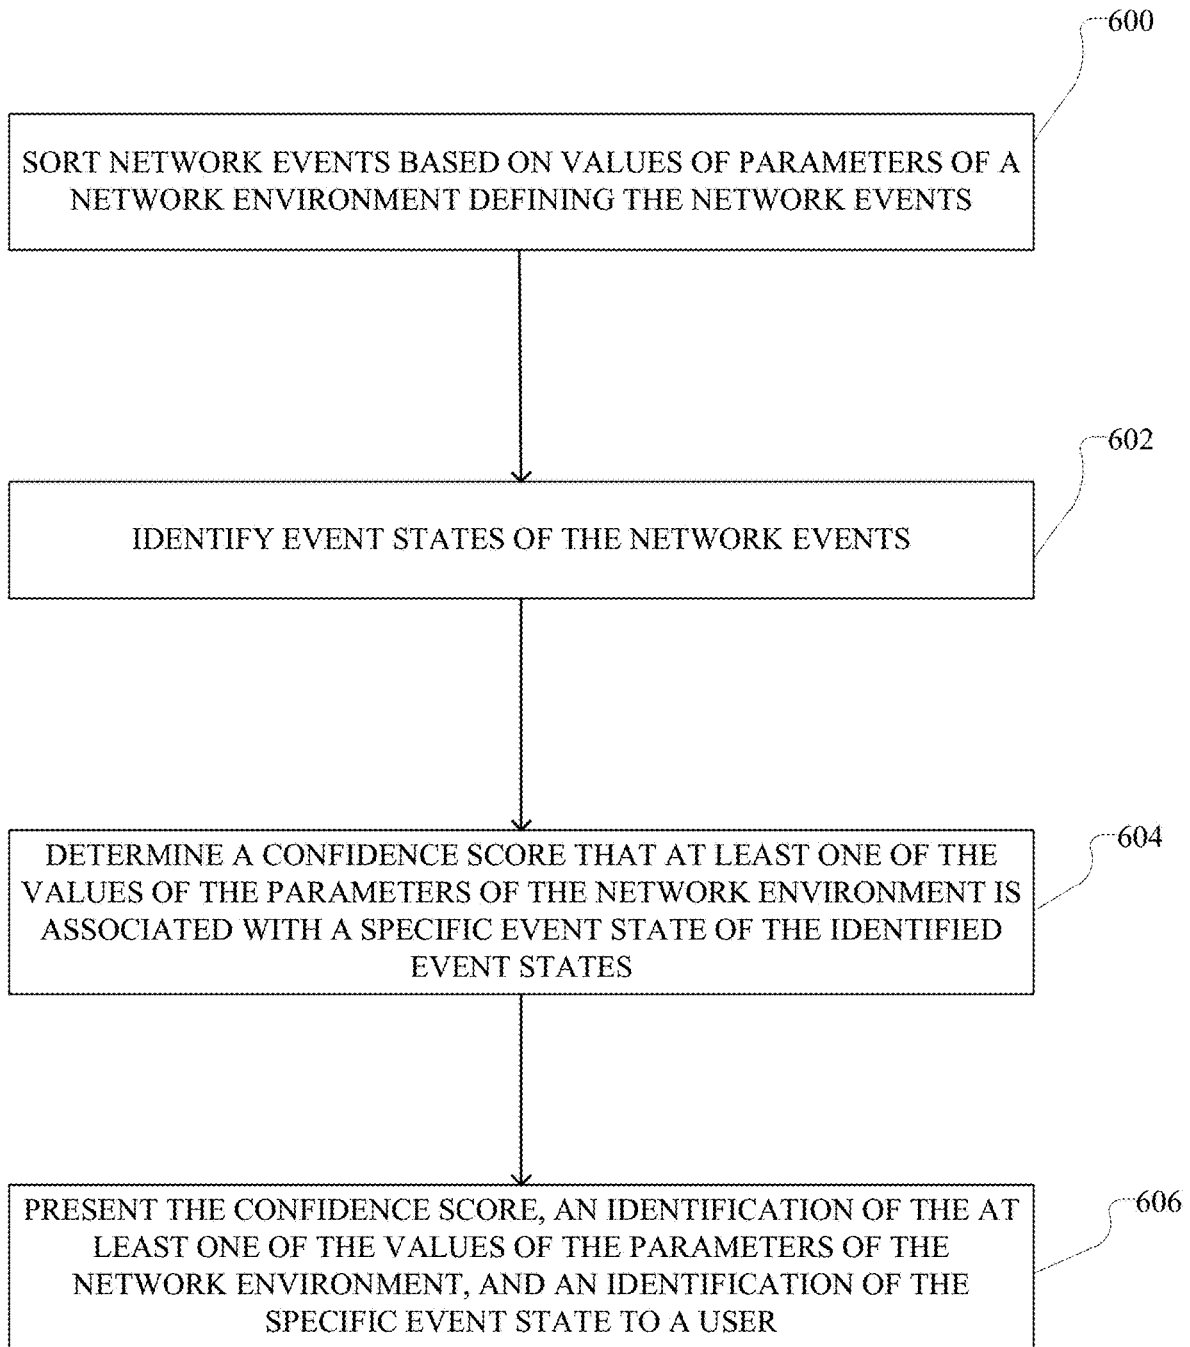 600
SORT NETWORK EVENTS BASED ON VALUES OF PARAMETERS OF A
NETWORK ENVIRONMENT DEFINING THE NETWORK EVENTS
602
IDENTIFY EVENT STATES OF THE NETWORK EVENTS
604
DETERMINE A CONFIDENCE SCORE THAT AT LEAST ONE OF THE
VALUES OF THE PARAMETERS OF THE NETWORK ENVIRONMENT IS
ASSOCIATED WITH A SPECIFIC EVENT STATE OF THE IDENTIFIED
EVENT STATES
606
PRESENT THE CONFIDENCE SCORE, AN IDENTIFICATION OF THE AT
LEAST ONE OF THE VALUES OF THE PARAMETERS OF THE
NETWORK ENVIRONMENT, AND AN IDENTIFICATION OF THE
SPECIFIC EVENT STATE TO A USER